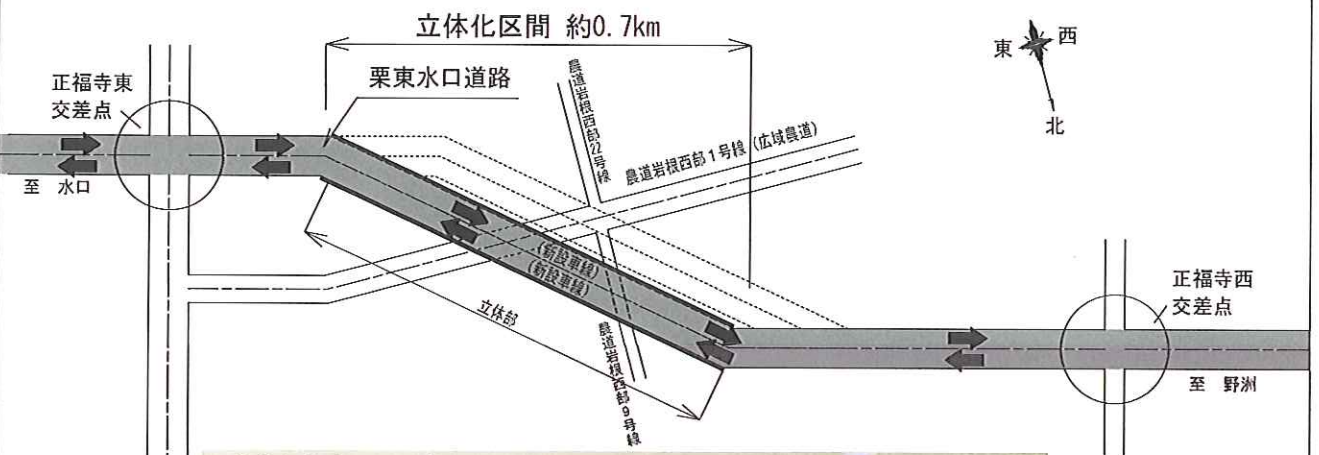 立体化区間 約0.7km
東 西
北
正福寺東
交差点
栗東水口道路
農道岩根西部22号線
農道岩根西部1号線(広域農道)
至 水口
(新設車線)
(新設車線)
立体部
農道岩根西部9号線
正福寺西
交差点
至 野洲